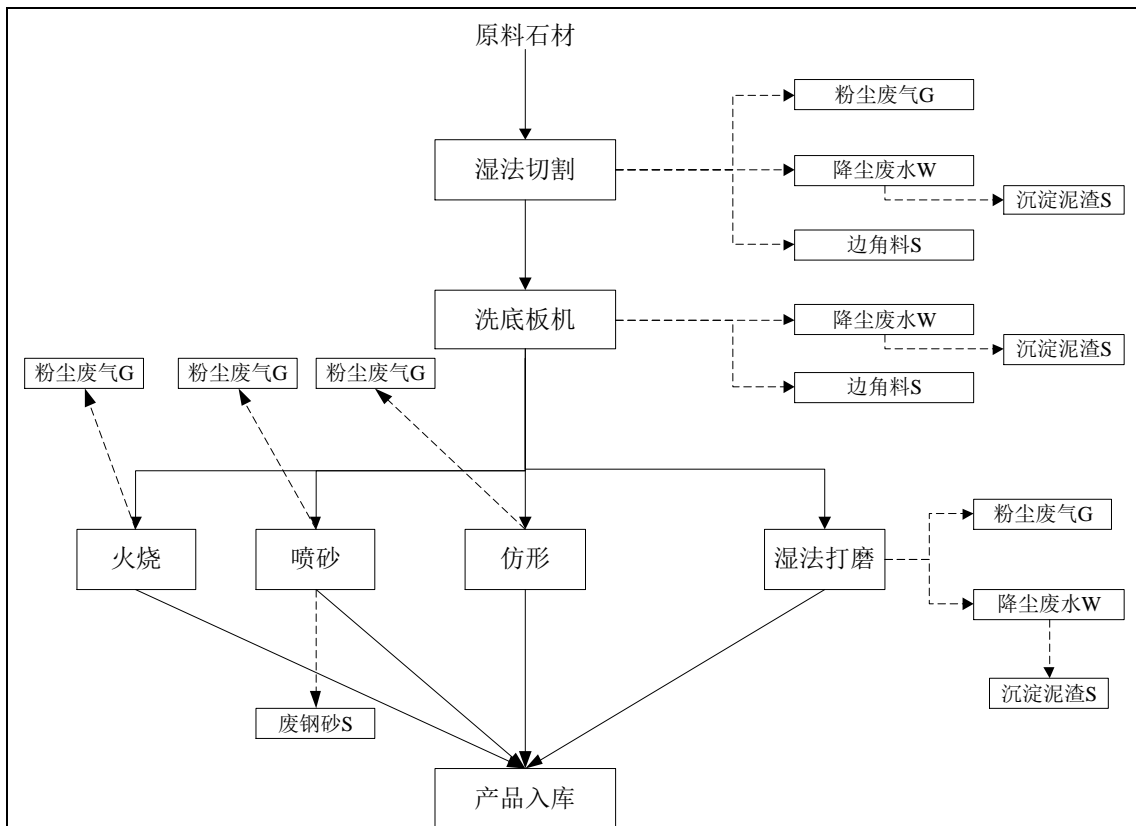 原料石材
粉尘废气G
湿法切割
降尘废水W
沉淀泥渣S
边角料S
洗底板机
降尘废水W
沉淀泥渣S
粉尘废气G
粉尘废气G
粉尘废气G
边角料S
粉尘废气G
火烧
喷砂
仿形
湿法打磨
降尘废水W
沉淀泥渣S
废钢砂S
产品入库